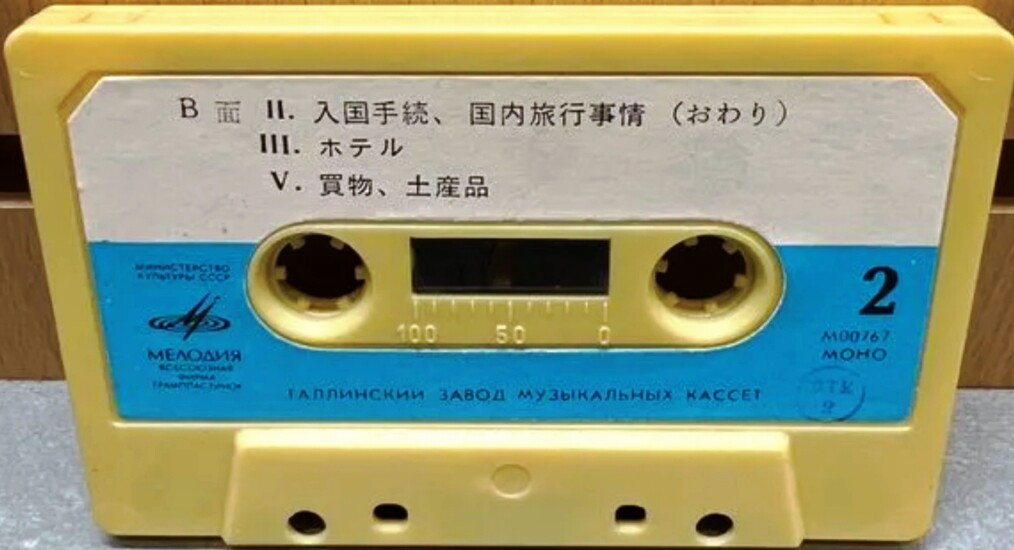 B 面 II. 入国手続、国内旅行事情 (おわり)
III. ホテル
V. 買物、土産品
МИНИСТЕРСТВО
КУЛЬТУРЫ СССР
2
М00767
МОНО
100 50 0
МЕЛОДИЯ
ВСЕСОЮЗНАЯ
ФИРМА
ГРАМПЛАСТИНОК
ТАЛЛИНСКИЙ ЗАВОД МУЗЫКАЛЬНЫХ КАССЕТ
ОТК
2